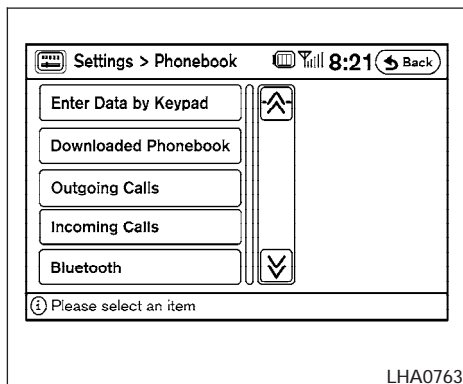 Settings > Phonebook 8:21 Back
Enter Data by Keypad
Downloaded Phonebook
Outgoing Calls
Incoming Calls
Bluetooth
i Please select an item
LHA0763